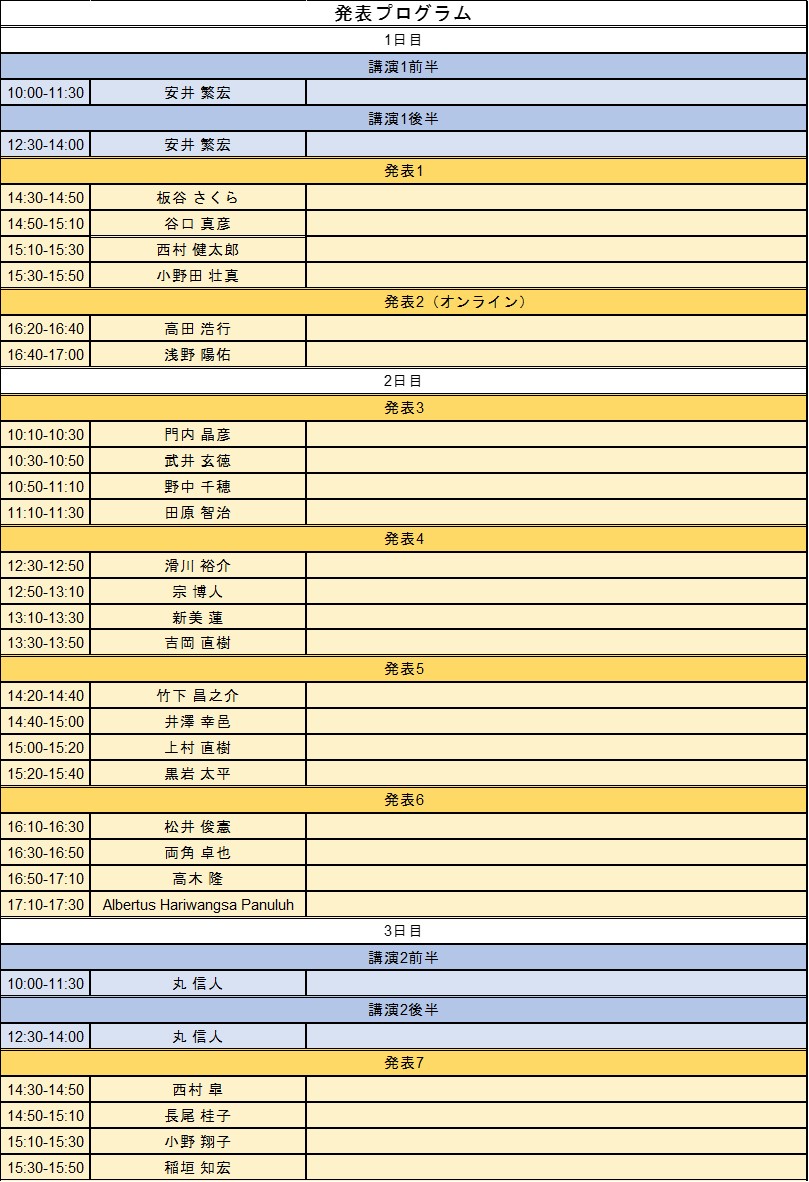 発表プログラム
1日目
講演1前半
10:00-11:30 安井 繁宏
講演1後半
12:30-14:00 安井 繁宏
発表1
14:30-14:50 板谷 さくら
14:50-15:10 谷口 真彦
15:10-15:30 西村 健太郎
15:30-15:50 小野田 壮真
発表2（オンライン）
16:20-16:40 高田 浩行
16:40-17:00 浅野 陽佑
2日目
発表3
10:10-10:30 門内 晶彦
10:30-10:50 武井 玄徳
10:50-11:10 野中 千穂
11:10-11:30 田原 智治
発表4
12:30-12:50 滑川 裕介
12:50-13:10 宗 博人
13:10-13:30 新美 蓮
13:30-13:50 吉岡 直樹
発表5
14:20-14:40 竹下 昌之介
14:40-15:00 井澤 幸邑
15:00-15:20 上村 直樹
15:20-15:40 黒岩 太平
発表6
16:10-16:30 松井 俊憲
16:30-16:50 両角 卓也
16:50-17:10 高木 隆
17:10-17:30 Albertus Hariwangsa Panuluh
3日目
講演2前半
10:00-11:30 丸 信人
講演2後半
12:30-14:00 丸 信人
発表7
14:30-14:50 西村 皐
14:50-15:10 長尾 桂子
15:10-15:30 小野 翔子
15:30-15:50 稲垣 知宏